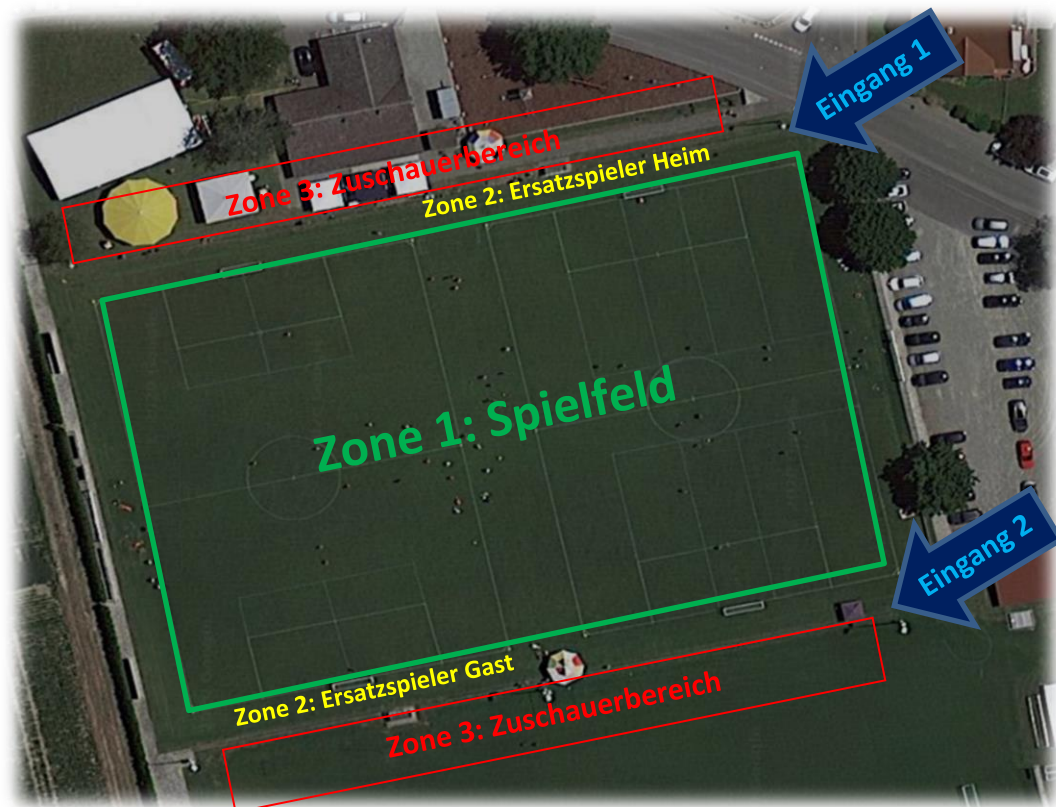 Eingang 1
Zone 3: Zuschauerbereich
Zone 2: Ersatzspieler Heim
Zone 1: Spielfeld
Eingang 2
Zone 2: Ersatzspieler Gast
Zone 3: Zuschauerbereich